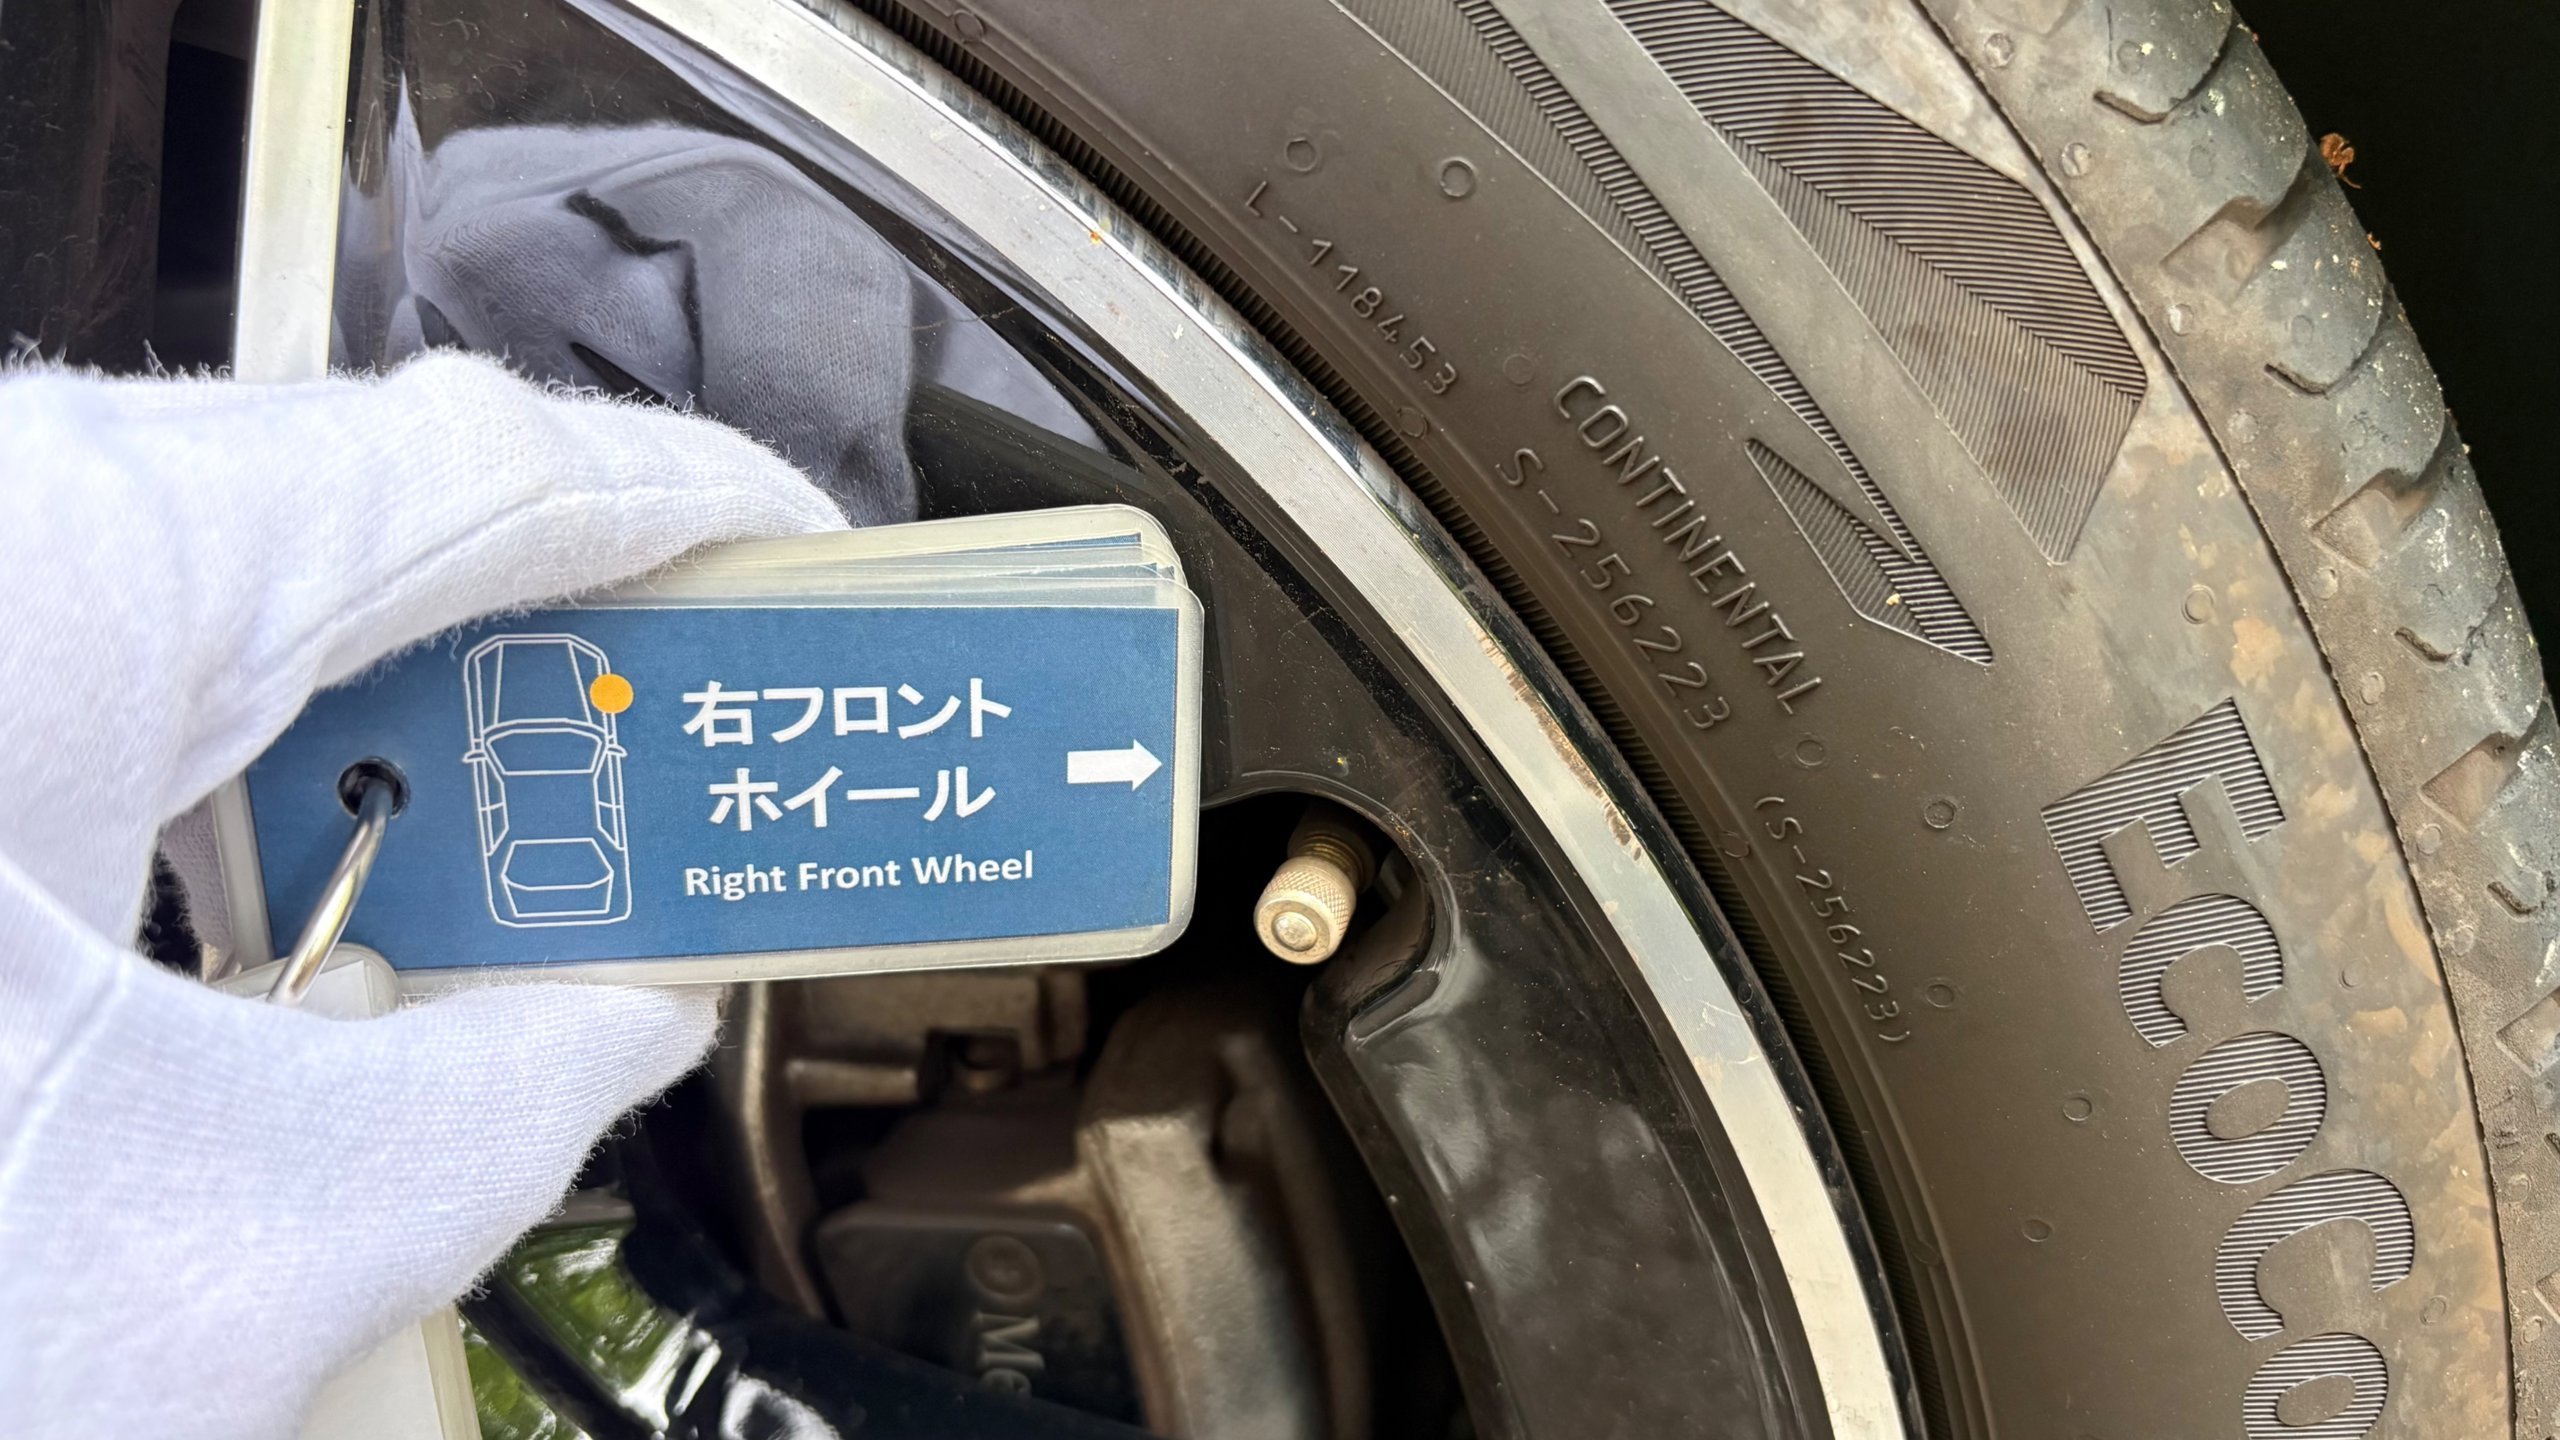 右フロント
ホイール
Right Front Wheel
L-118453
S-256223
CONTINENTAL
(S-256223)
EcoCo